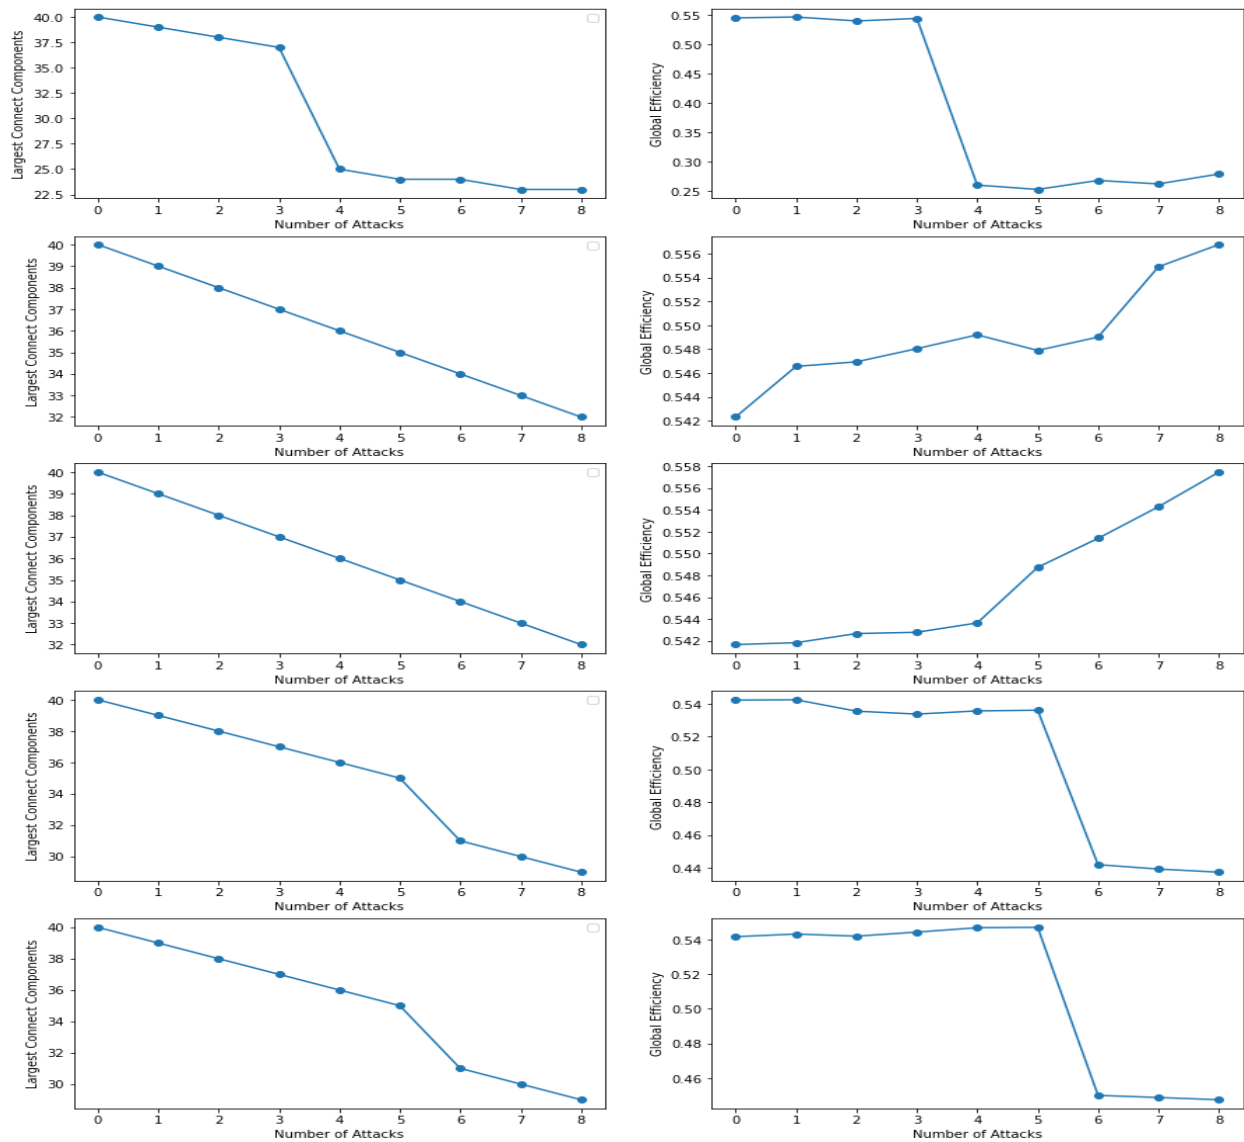 Largest Connect Components
40.0
37.5
35.0
32.5
30.0
27.5
25.0
22.5
0 1 2 3 4 5 6 7 8
Number of Attacks
Global Efficiency
0.55
0.50
0.45
0.40
0.35
0.30
0.25
0 1 2 3 4 5 6 7 8
Number of Attacks
Largest Connect Components
40
39
38
37
36
35
34
33
32
0 1 2 3 4 5 6 7 8
Number of Attacks
Global Efficiency
0.556
0.554
0.552
0.550
0.548
0.546
0.544
0.542
0 1 2 3 4 5 6 7 8
Number of Attacks
Largest Connect Components
40
39
38
37
36
35
34
33
32
0 1 2 3 4 5 6 7 8
Number of Attacks
Global Efficiency
0.558
0.556
0.554
0.552
0.550
0.548
0.546
0.544
0.542
0 1 2 3 4 5 6 7 8
Number of Attacks
Largest Connect Components
40
38
36
34
32
30
0 1 2 3 4 5 6 7 8
Number of Attacks
Global Efficiency
0.54
0.52
0.50
0.48
0.46
0.44
0 1 2 3 4 5 6 7 8
Number of Attacks
Largest Connect Components
40
38
36
34
32
30
0 1 2 3 4 5 6 7 8
Number of Attacks
Global Efficiency
0.54
0.52
0.50
0.48
0.46
0 1 2 3 4 5 6 7 8
Number of Attacks